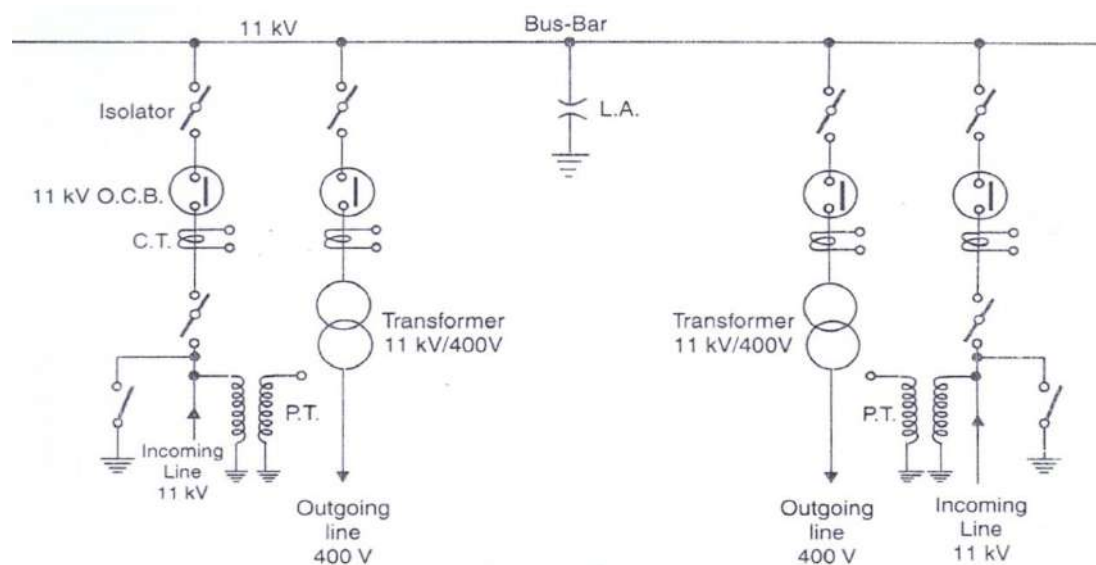 11 kV
Bus-Bar
Isolator
L.A.
11 kV O.C.B.
C.T.
Transformer
11 kV/400V
Transformer
11 kV/400V
P.T.
P.T.
Incoming
Line
11 kV
Outgoing
line
400 V
Outgoing
line
400 V
Incoming
Line
11 kV